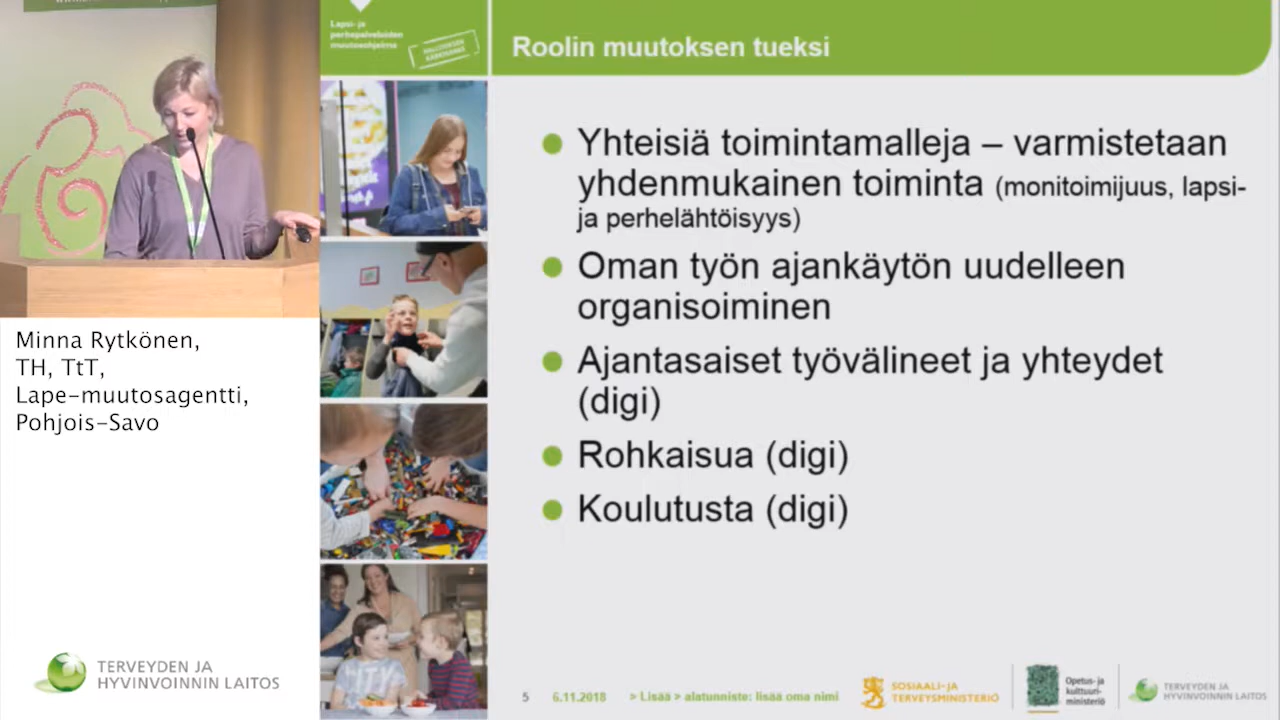 Lapsi- ja
perhepalveluiden
muutosohjelma
HALLITUKSEN
KÄRKIHANKE
Roolin muutoksen tueksi
Yhteisiä toimintamalleja – varmistetaan
yhdenmukainen toiminta (monitoimijuus, lapsi-
ja perhelähtöisyys)
Oman työn ajankäytön uudelleen
organisoiminen
Ajantasaiset työvälineet ja yhteydet
(digi)
Rohkaisua (digi)
Koulutusta (digi)
Minna Rytkönen,
TH, TtT,
Lape-muutosagentti,
Pohjois-Savo
TERVEYDEN JA
HYVINVOINNIN LAITOS
5 6.11.2018 > Lisää > alatunniste: lisää oma nimi
SOSIAALI- JA
TERVEYSMINISTERIÖ
Opetus- ja
kulttuuri-
ministeriö
TERVEYDEN JA
HYVINVOINNIN LAITOS